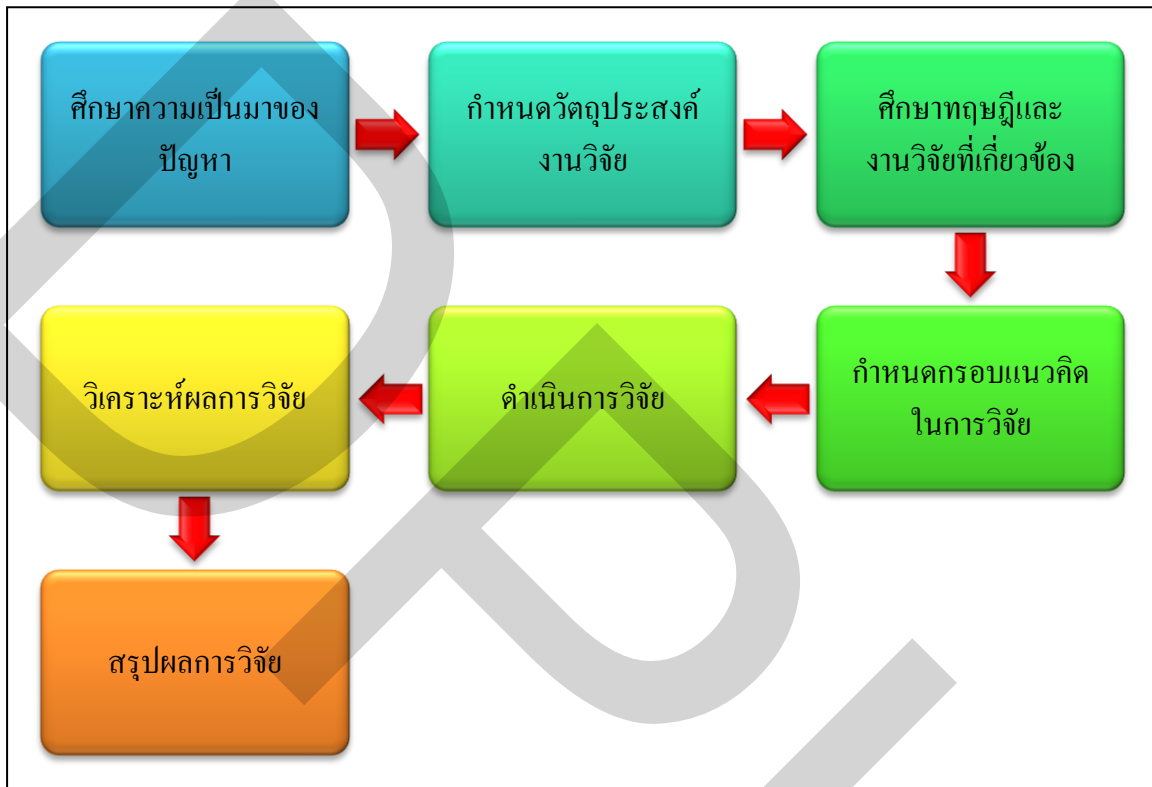 ศึกษาความเป็นมาของ
ปัญหา
กำหนดวัตถุประสงค์
งานวิจัย
ศึกษาทฤษฎีและ
งานวิจัยที่เกี่ยวข้อง
กำหนดกรอบแนวคิด
ในการวิจัย
ดำเนินการวิจัย
วิเคราะห์ผลการวิจัย
สรุปผลการวิจัย